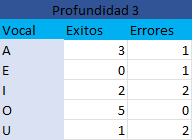 Profundidad 3
Vocal Exitos Errores
A 3 1
E 0 1
I 2 2
O 5 0
U 1 2